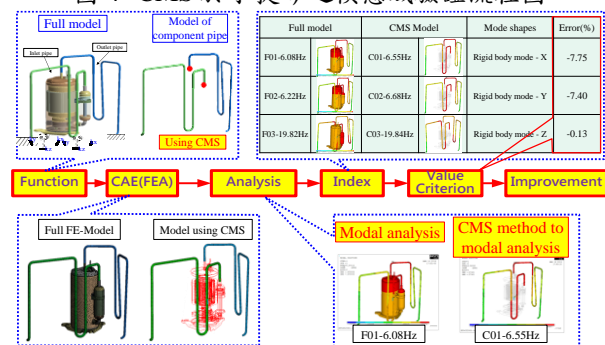 Full model
Model of
component pipe
Inlet pipe
Outlet pipe
Using CMS
Full model
CMS Model
Mode shapes
Error(%)
F01-6.08Hz
C01-6.55Hz
Rigid body mode - X
-7.75
F02-6.22Hz
C02-6.68Hz
Rigid body mode - Y
-7.40
F03-19.82Hz
C03-19.84Hz
Rigid body mode - Z
-0.13
Function
CAE(FEA)
Analysis
Index
Value
Criterion
Improvement
Full FE-Model
Model using CMS
Modal analysis
CMS method to
modal analysis
F01-6.08Hz
C01-6.55Hz